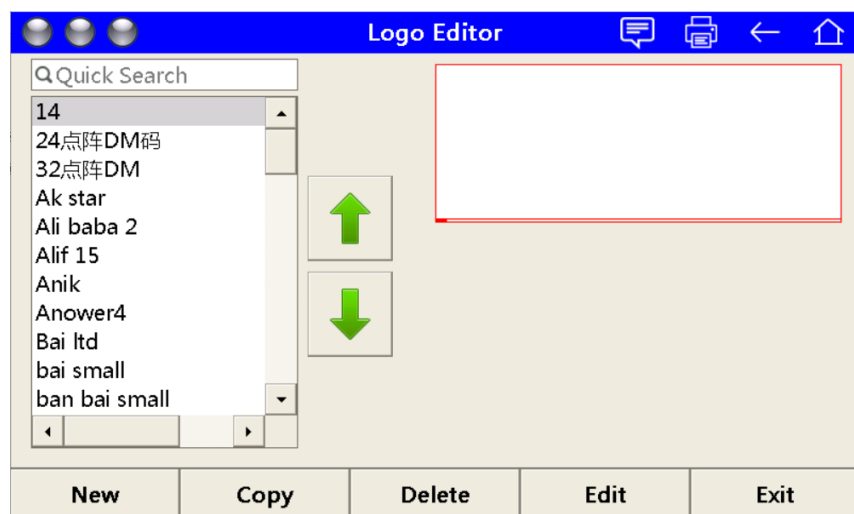 Logo Editor
Quick Search
14
24点阵DM码
32点阵DM
Ak star
Ali baba 2
Alif 15
Anik
Anower4
Bai ltd
bai small
ban bai small
New
Copy
Delete
Edit
Exit